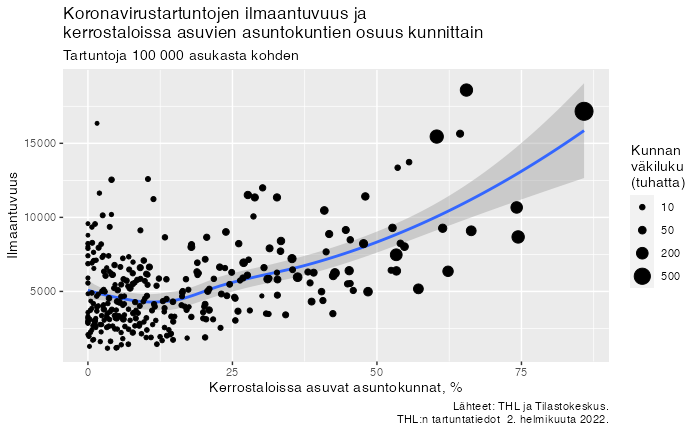 Koronavirustartuntojen ilmaantuvuus ja
kerrostaloissa asuvien asuntokuntien osuus kunnittain
Tartuntoja 100 000 asukasta kohden
Ilmaantuvuus
15000
10000
5000
0
25
50
75
Kerrostaloissa asuvat asuntokunnat, %
Kunnan
väkiluku
(tuhatta)
10
50
200
500
Lähteet: THL ja Tilastokeskus.
THL:n tartuntatiedot 2. helmikuuta 2022.